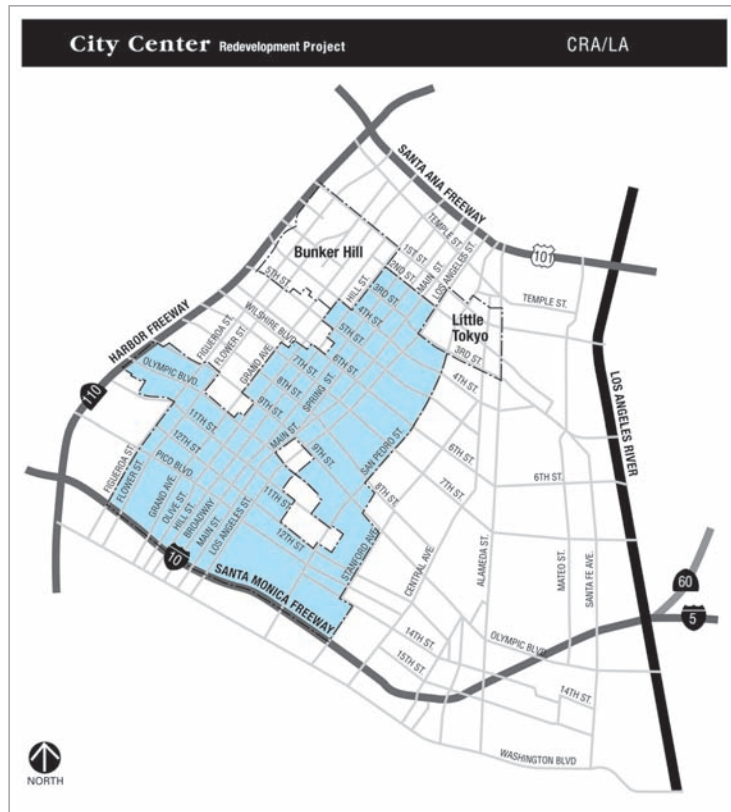 City Center Redevelopment Project
CRA/LA
SANTA ANA FREEWAY
TEMPLE ST.
101
Bunker Hill
1ST ST.
2ND ST.
MAIN ST.
LOS ANGELES ST.
HILL ST.
3RD ST.
5TH ST.
4TH ST.
TEMPLE ST.
Little
Tokyo
HARBOR FREEWAY
FIGUEROA ST.
FLOWER ST.
WILSHIRE BLVD.
5TH ST.
6TH ST.
3RD ST.
GRAND AVE.
7TH ST.
8TH ST.
SPRING ST.
4TH ST.
OLYMPIC BLVD.
9TH ST.
LOS ANGELES RIVER
110
11TH ST.
MAIN ST.
9TH ST.
SAN PEDRO ST.
12TH ST.
6TH ST.
6TH ST.
PICO BLVD
7TH ST.
8TH ST.
FIGUEROA ST.
FLOWER ST.
GRAND AVE.
OLIVE ST.
HILL ST.
BROADWAY
MAIN ST.
LOS ANGELES ST.
11TH ST.
12TH ST
10
SANTA MONICA FREEWAY
STANFORD AVE.
CENTRAL AVE.
ALAMEDA ST.
MATEO ST.
SANTA FE AVE.
60
5
14TH ST.
OLYMPIC BLVD.
15TH ST.
14TH ST.
WASHINGTON BLVD
NORTH